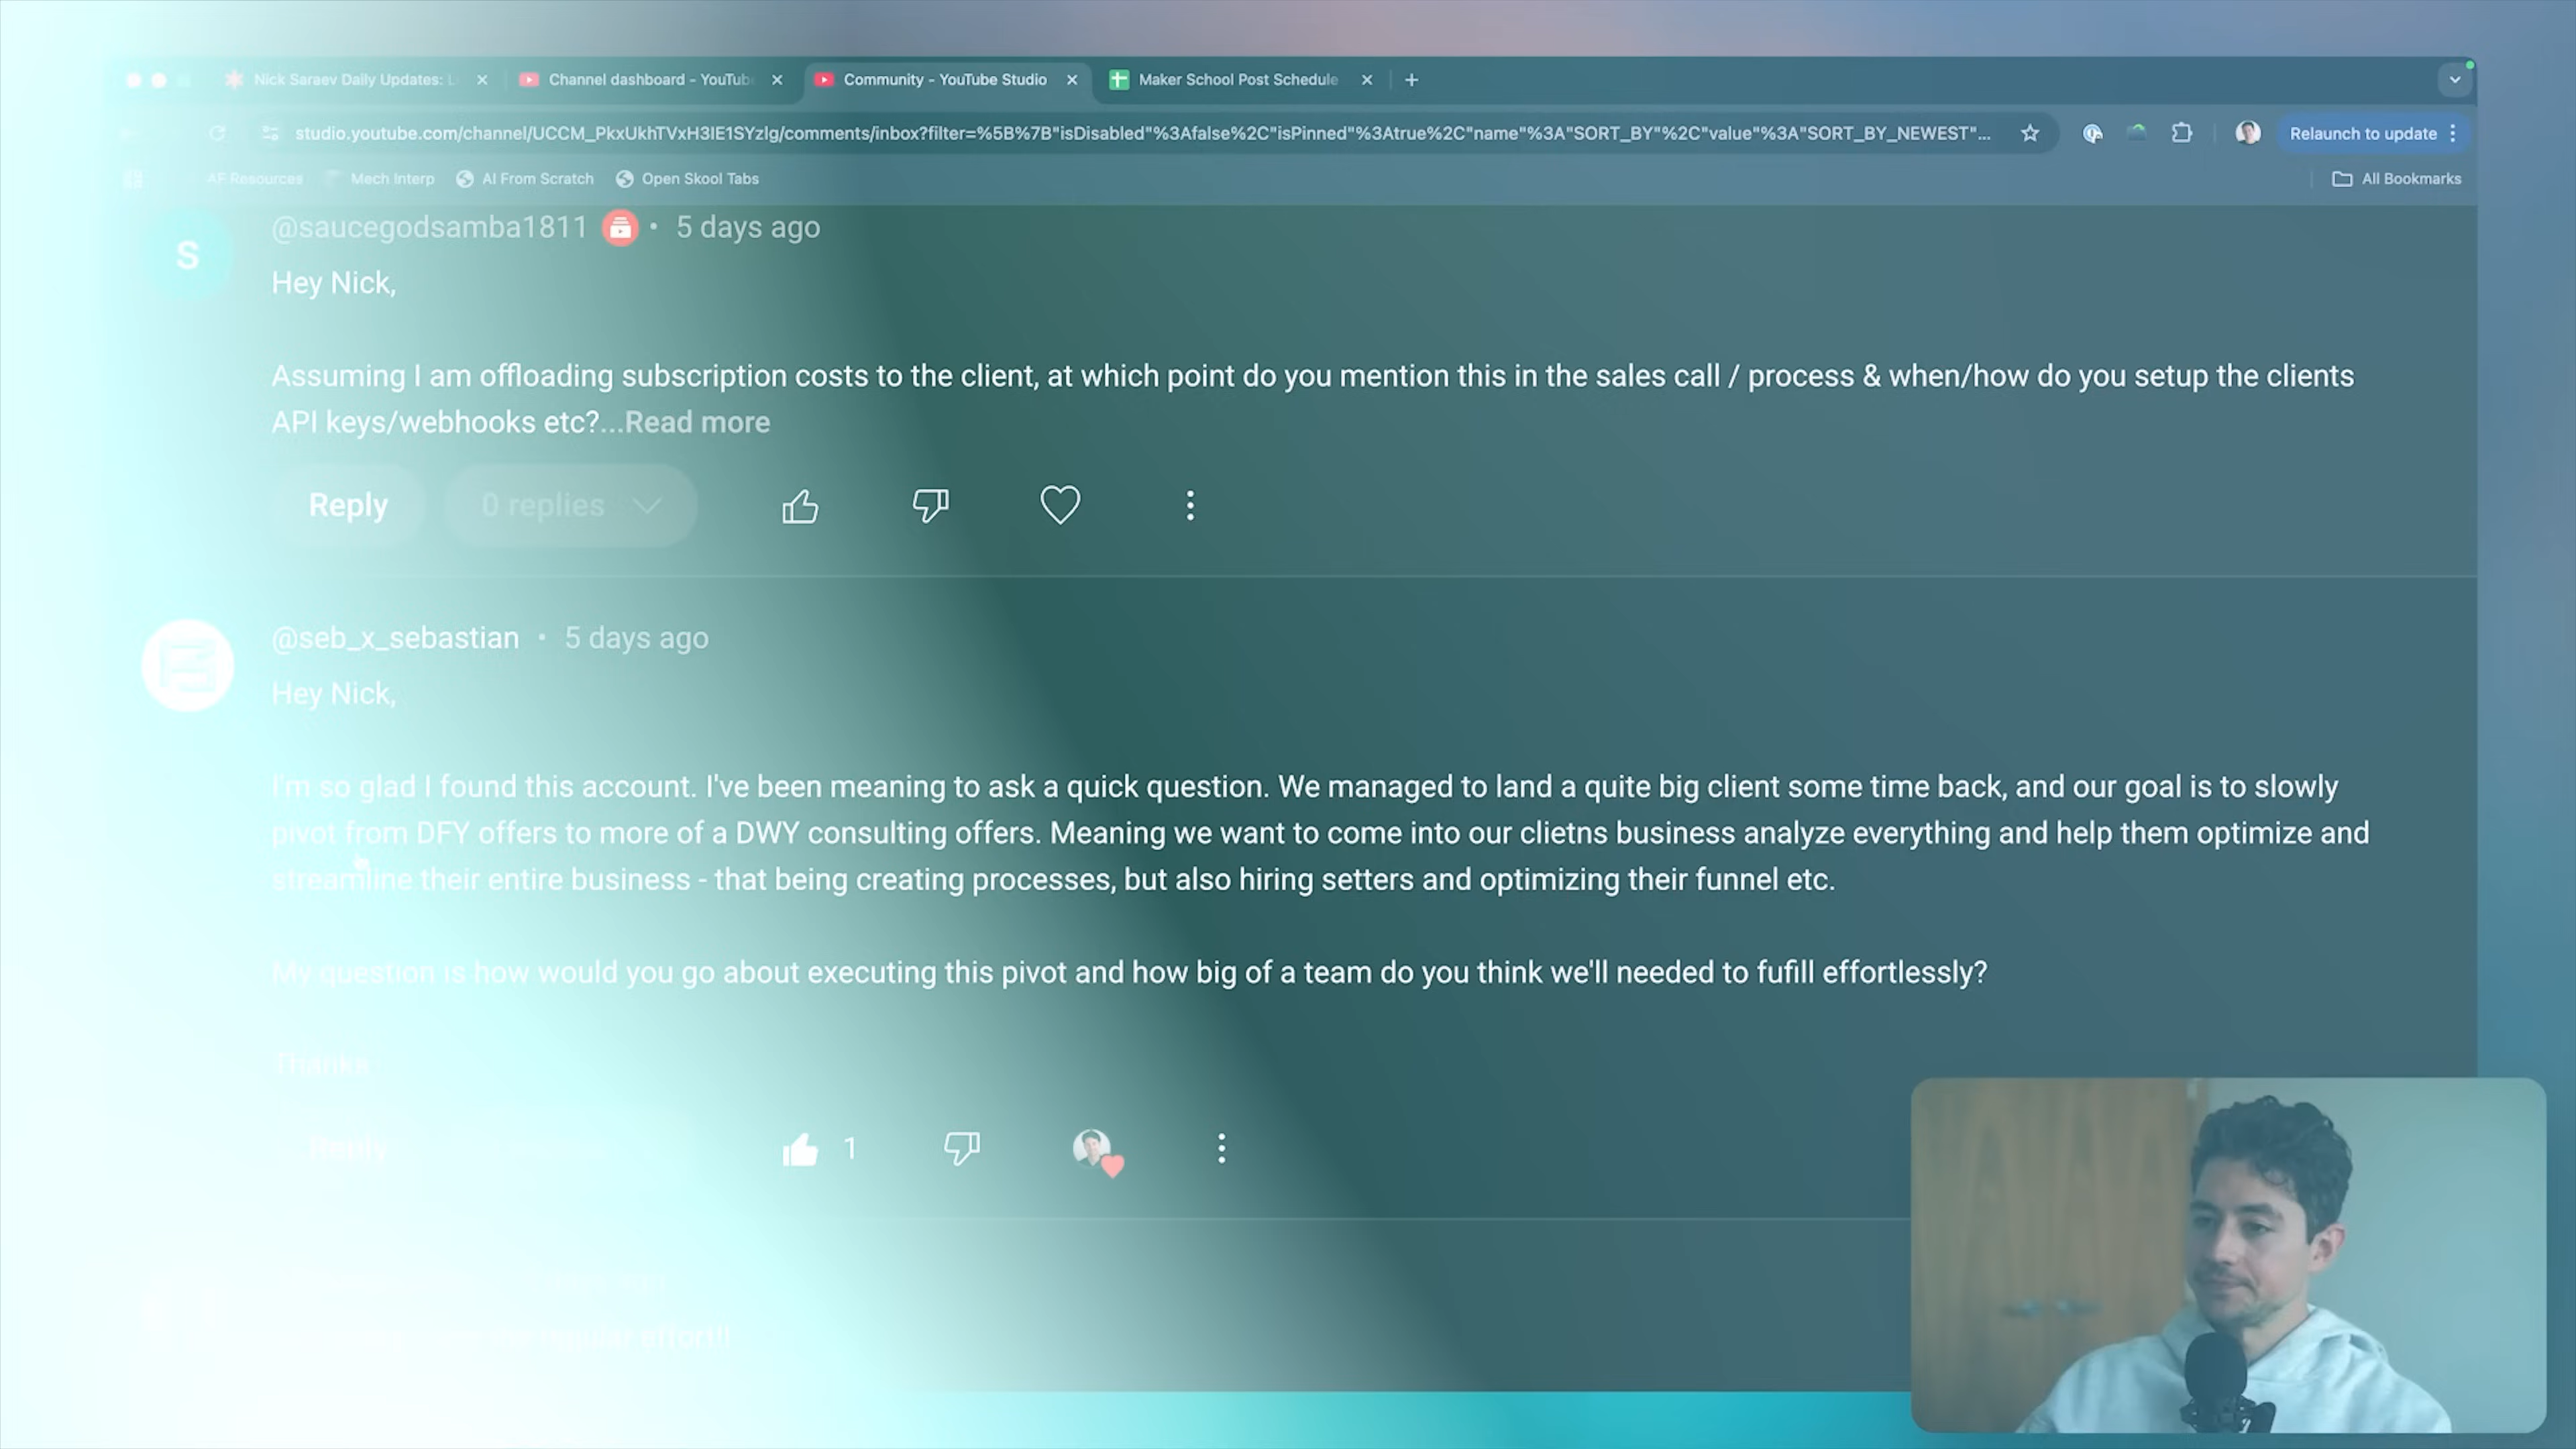 Nick Saraev Daily Updates: L
Channel dashboard - YouTub
Community - YouTube Studio
Maker School Post Schedule
studio.youtube.com/channel/UCCM_PkxUkhTVxH3IE1SYzIg/comments/inbox?filter=%5B%7B"isDisabled"%3Afalse%2C"isPinned"%3Atrue%2C"name"%3A"SORT_BY"%2C"value"%3A"SORT_BY_NEWEST"...
Relaunch to update
AF Resources
Mech Interp
AI From Scratch
Open Skool Tabs
All Bookmarks
S
@saucegodsamba1811 • 5 days ago
Hey Nick,
Assuming I am offloading subscription costs to the client, at which point do you mention this in the sales call / process & when/how do you setup the clients
API keys/webhooks etc?...Read more
Reply
0 replies
@seb_x_sebastian • 5 days ago
Hey Nick,
I'm so glad I found this account. I've been meaning to ask a quick question. We managed to land a quite big client some time back, and our goal is to slowly
pivot from DFY offers to more of a DWY consulting offers. Meaning we want to come into our clietns business analyze everything and help them optimize and
streamline their entire business - that being creating processes, but also hiring setters and optimizing their funnel etc.
My question is how would you go about executing this pivot and how big of a team do you think we'll needed to fufill effortlessly?
Thanks
Reply
1
effort!!